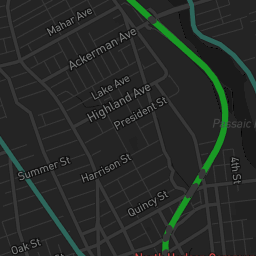 Mahar Ave
Ackerman Ave
Lake Ave
Highland Ave
President St
Passaic
Harrison St
Summer St
4th St
Quincy St
Oak St